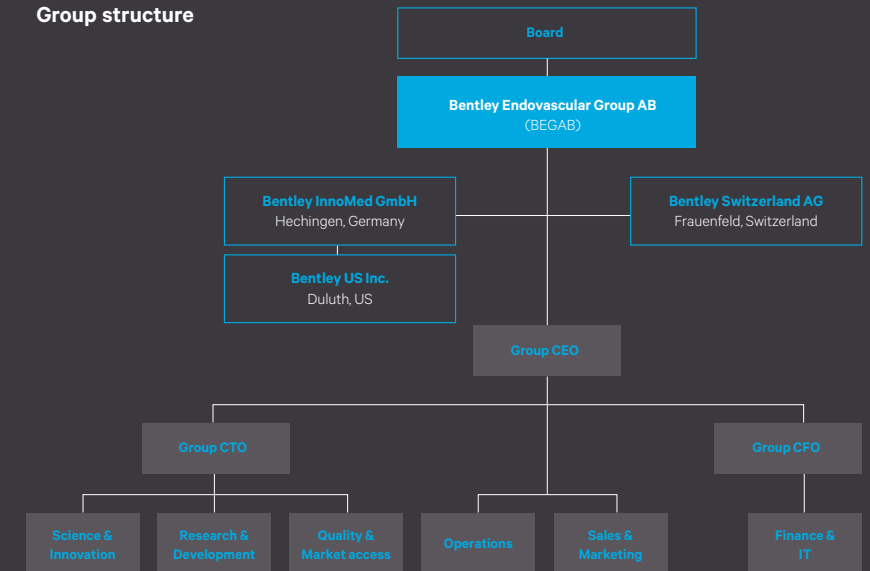 Group structure
Board
Bentley Endovascular Group AB
(BEGAB)
Bentley InnoMed GmbH
Hechingen, Germany
Bentley Switzerland AG
Frauenfeld, Switzerland
Bentley US Inc.
Duluth, US
Group CEO
Group CTO
Group CFO
Science &
Innovation
Research &
Development
Quality &
Market access
Operations
Sales &
Marketing
Finance &
IT